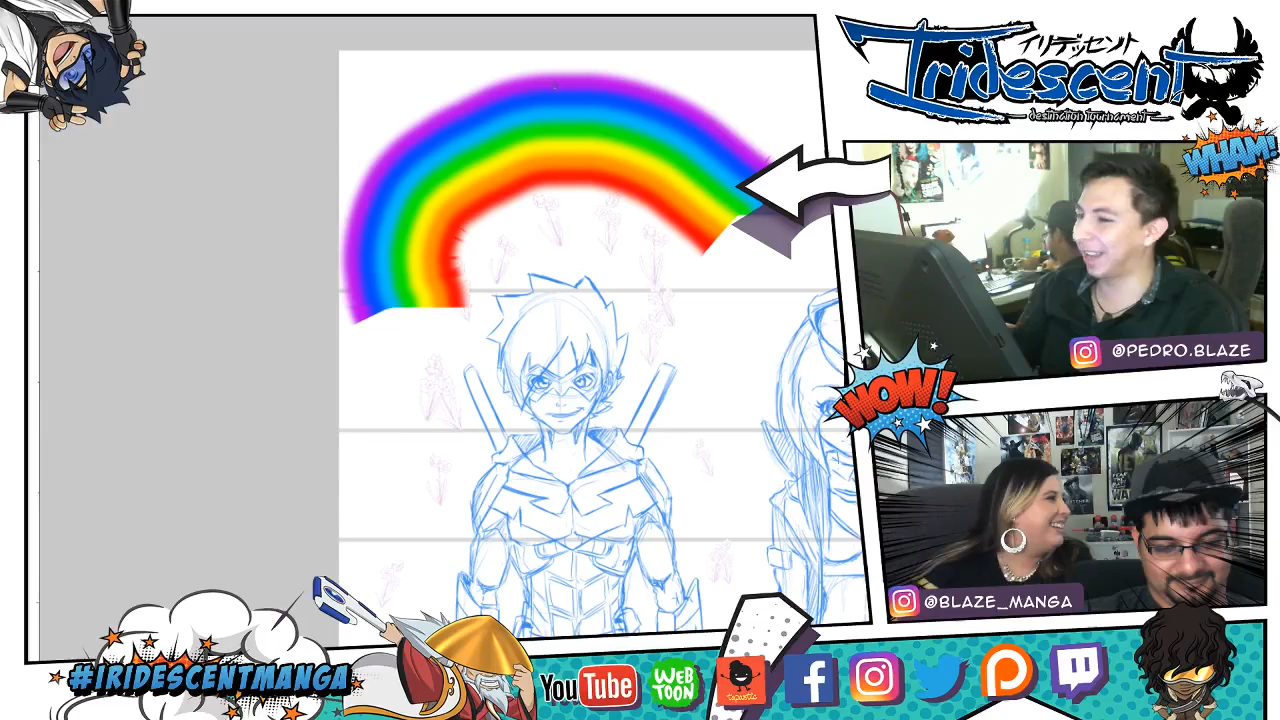 イリデッセント
Iridescent
destination tournament
WHAM!
@PEDRO.BLAZE
WOW!
@BLAZE_MANGA
#IRIDESCENTMANGA
YouTube
WEB
TOON
tapastic